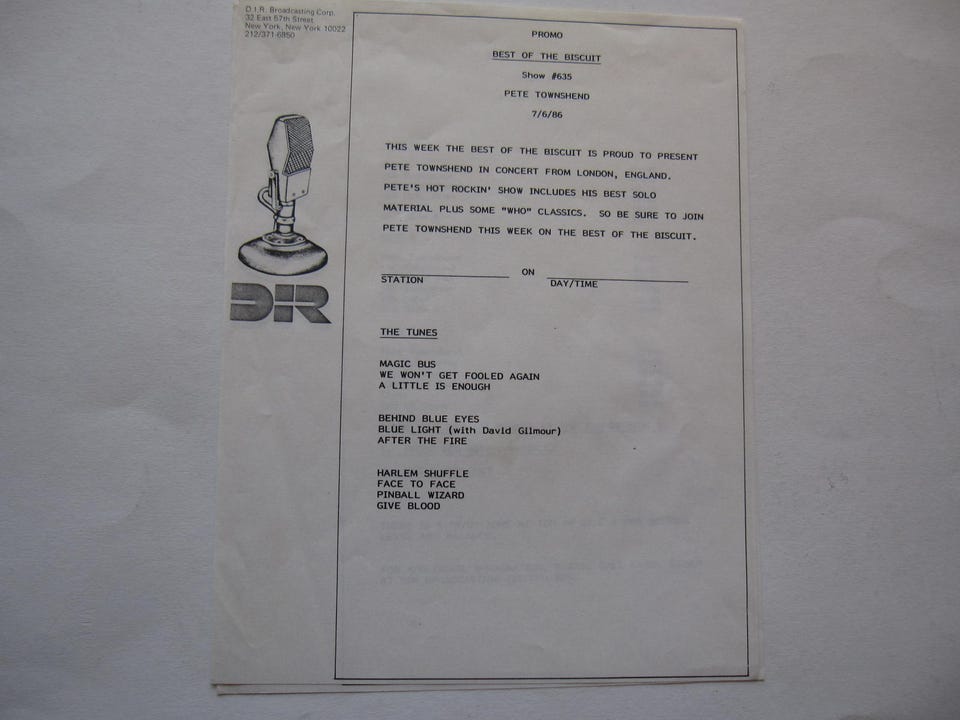 D.I.R. Broadcasting Corp.
32 East 57th Street
New York, New York 10022
212/371-6850
DIR
PROMO
BEST OF THE BISCUIT
Show #635
PETE TOWNSHEND
7/6/86
THIS WEEK THE BEST OF THE BISCUIT IS PROUD TO PRESENT
PETE TOWNSHEND IN CONCERT FROM LONDON, ENGLAND.
PETE'S HOT ROCKIN' SHOW INCLUDES HIS BEST SOLO
MATERIAL PLUS SOME "WHO" CLASSICS. SO BE SURE TO JOIN
PETE TOWNSHEND THIS WEEK ON THE BEST OF THE BISCUIT.
ON
STATION DAY/TIME
THE TUNES
MAGIC BUS
WE WON'T GET FOOLED AGAIN
A LITTLE IS ENOUGH
BEHIND BLUE EYES
BLUE LIGHT (with David Gilmour)
AFTER THE FIRE
HARLEM SHUFFLE
FACE TO FACE
PINBALL WIZARD
GIVE BLOOD